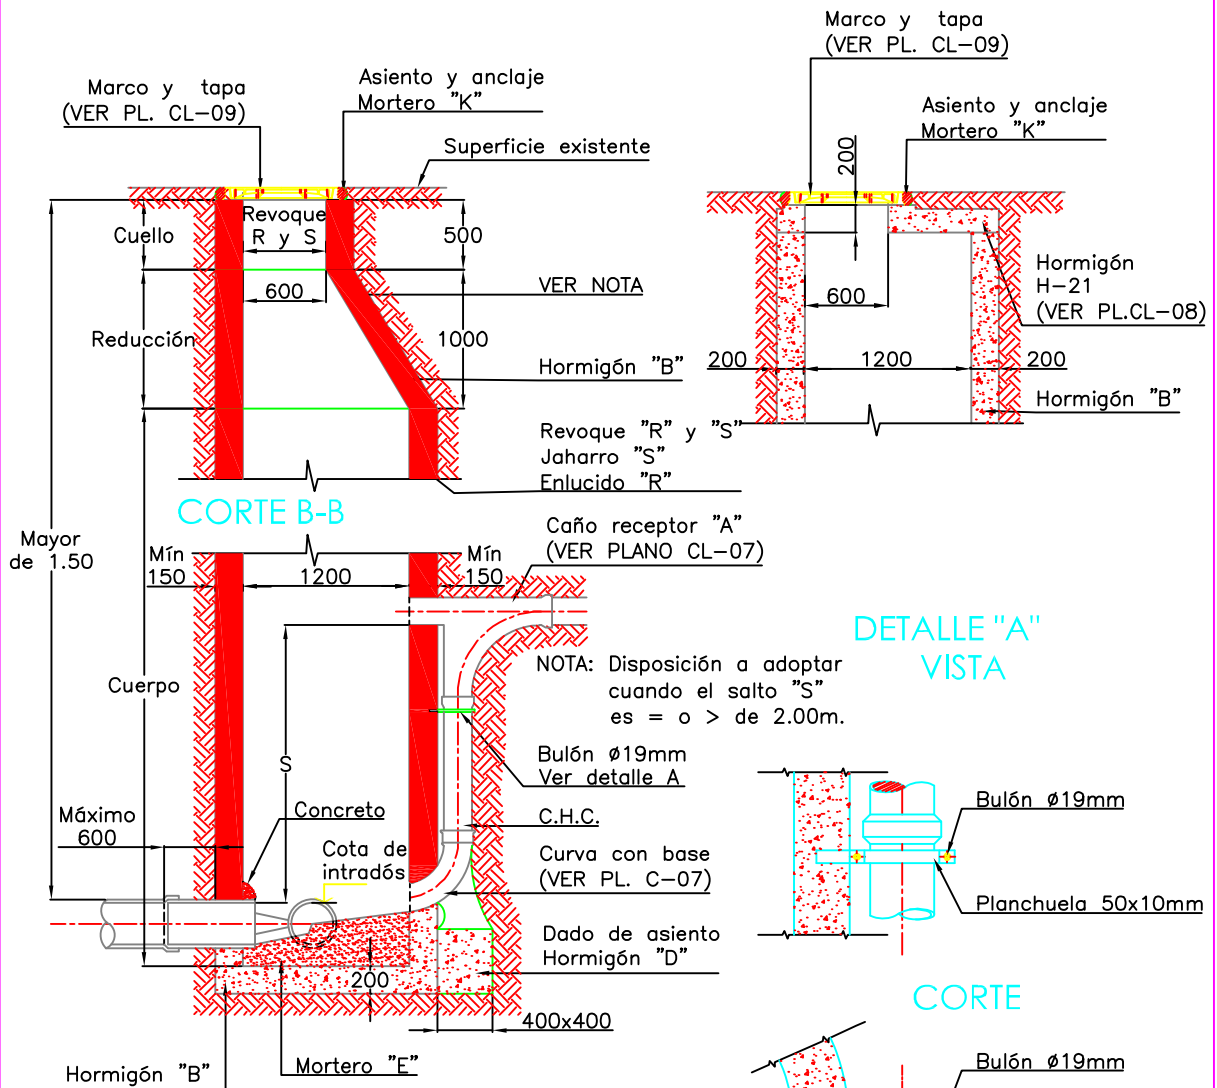 Marco y tapa
(VER PL. CL-09)
Asiento y anclaje
Mortero "K"
Superficie existente
Cuello
Revoque
R y S
500
600
VER NOTA
Reducción
1000
Hormigón "B"
Revoque "R" y "S"
Jaharro "S"
Enlucido "R"
CORTE B-B
Mayor
de 1.50
Mín
150
1200
Mín
150
Caño receptor "A"
(VER PLANO CL-07)
NOTA: Disposición a adoptar
cuando el salto "S"
es = o > de 2.00m.
Cuerpo
S
Bulón ø19mm
Ver detalle A
Máximo
600
Concreto
C.H.C.
Cota de
intradós
Curva con base
(VER PL. C-07)
Dado de asiento
Hormigón "D"
200
400x400
Mortero "E"
Hormigón "B"
Marco y tapa
(VER PL. CL-09)
Asiento y anclaje
Mortero "K"
200
600
Hormigón
H-21
(VER PL.CL-08)
200
1200
200
Hormigón "B"
DETALLE "A"
VISTA
Bulón ø19mm
Planchuela 50x10mm
CORTE
Bulón ø19mm